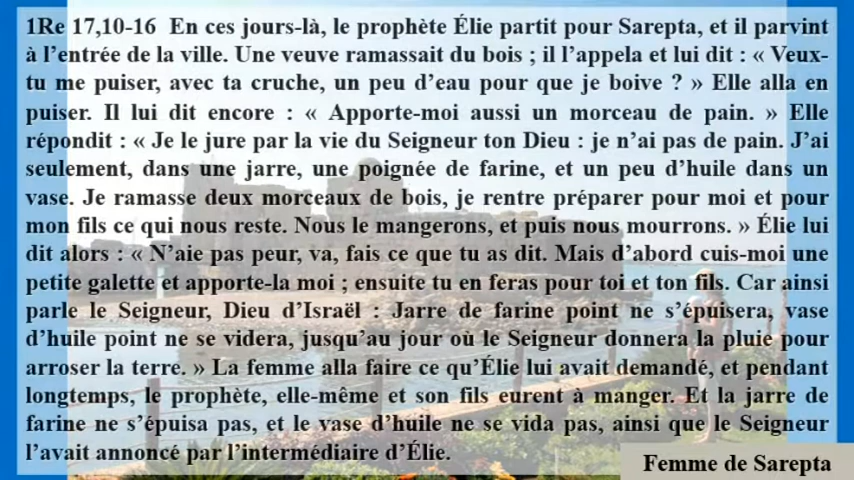 1Re 17,10-16 En ces jours-là, le prophète Élie partit pour Sarepta, et il parvint
à l’entrée de la ville. Une veuve ramassait du bois ; il l’appela et lui dit : « Veux-
tu me puiser, avec ta cruche, un peu d’eau pour que je boive ? » Elle alla en
puiser. Il lui dit encore : « Apporte-moi aussi un morceau de pain. » Elle
répondit : « Je le jure par la vie du Seigneur ton Dieu : je n’ai pas de pain. J’ai
seulement, dans une jarre, une poignée de farine, et un peu d’huile dans un
vase. Je ramasse deux morceaux de bois, je rentre préparer pour moi et pour
mon fils ce qui nous reste. Nous le mangerons, et puis nous mourrons. » Élie lui
dit alors : « N’aie pas peur, va, fais ce que tu as dit. Mais d’abord cuis-moi une
petite galette et apporte-la moi ; ensuite tu en feras pour toi et ton fils. Car ainsi
parle le Seigneur, Dieu d’Israël : Jarre de farine point ne s’épuisera, vase
d’huile point ne se videra, jusqu’au jour où le Seigneur donnera la pluie pour
arroser la terre. » La femme alla faire ce qu’Élie lui avait demandé, et pendant
longtemps, le prophète, elle-même et son fils eurent à manger. Et la jarre de
farine ne s’épuisa pas, et le vase d’huile ne se vida pas, ainsi que le Seigneur
l’avait annoncé par l’intermédiaire d’Élie.
Femme de Sarepta